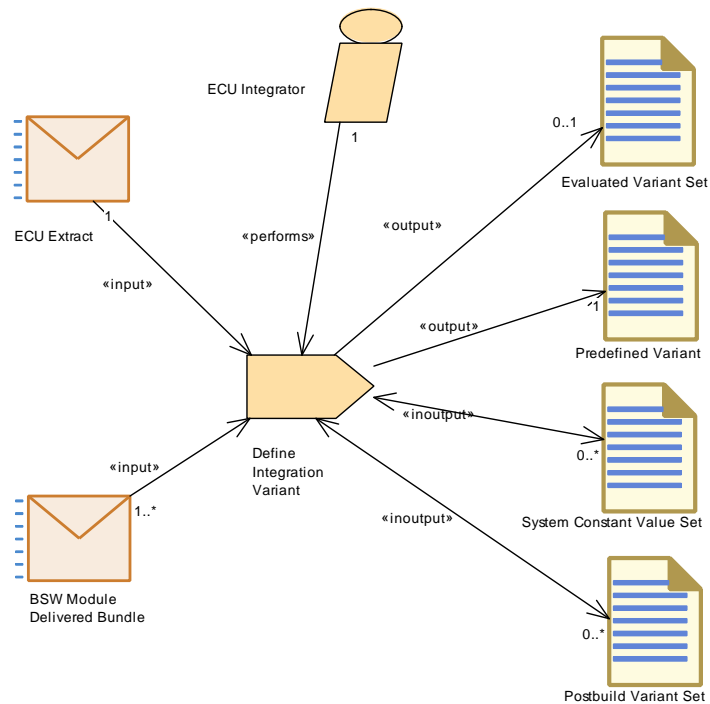 ECU Integrator
1
0..1
Evaluated Variant Set
1
ECU Extract
«performs»
«output»
«input»
1
«output»
Predefined Variant
«inoutput»
0..*
Define
Integration
Variant
«input»
1..*
«inoutput»
System Constant Value Set
BSW Module
Delivered Bundle
0..*
Postbuild Variant Set